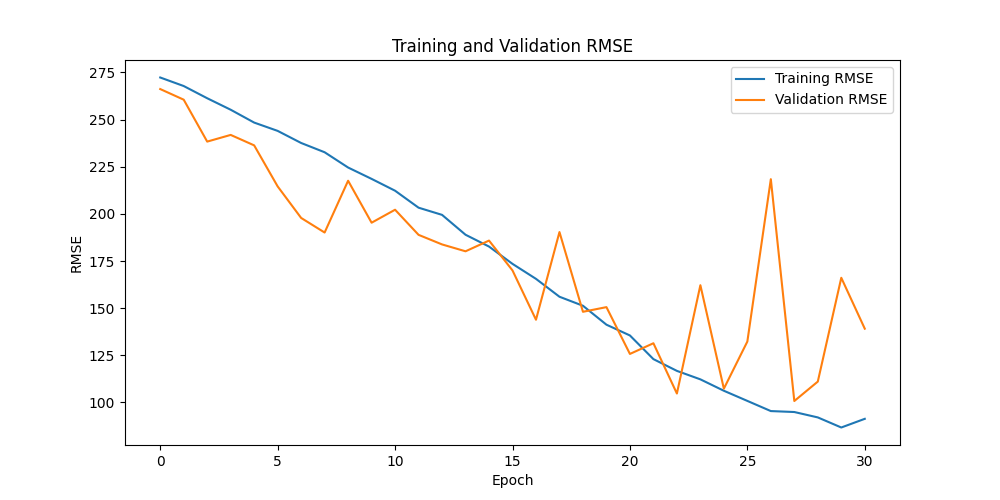 Training and Validation RMSE
Training RMSE
Validation RMSE
275
250
225
200
175
150
125
100
RMSE
0 5 10 15 20 25 30
Epoch